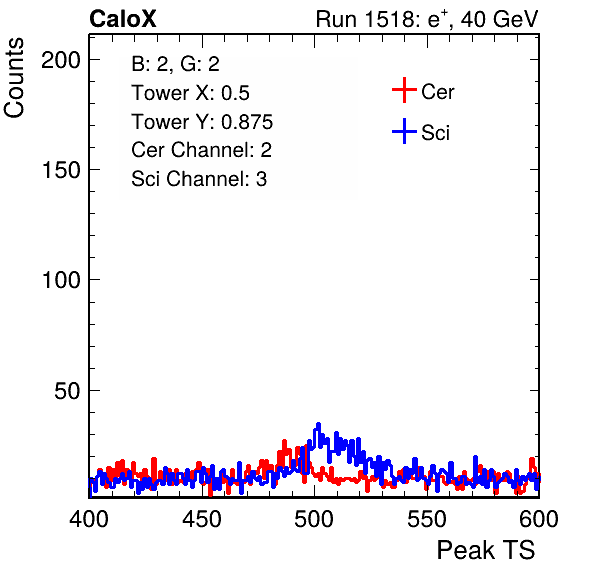 CaloX Run 1518: e⁺, 40 GeV
Counts
B: 2, G: 2
Tower X: 0.5
Tower Y: 0.875
Cer Channel: 2
Sci Channel: 3
Cer
Sci
200
150
100
50
400 450 500 550 600
Peak TS